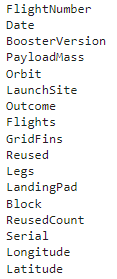 FlightNumber
Date
BoosterVersion
PayloadMass
Orbit
LaunchSite
Outcome
Flights
GridFins
Reused
Legs
LandingPad
Block
ReusedCount
Serial
Longitude
Latitude